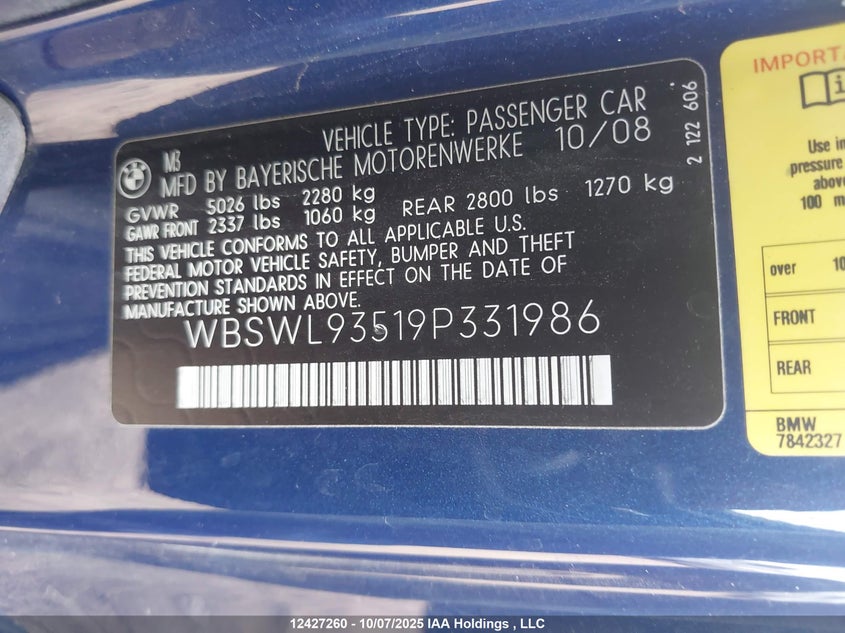 M3
VEHICLE TYPE: PASSENGER CAR
MFD BY BAYERISCHE MOTORENWERKE 10/08
GVWR 5026 lbs 2280 kg
GAWR FRONT 2337 lbs 1060 kg REAR 2800 lbs 1270 kg
THIS VEHICLE CONFORMS TO ALL APPLICABLE U.S.
FEDERAL MOTOR VEHICLE SAFETY, BUMPER AND THEFT
PREVENTION STANDARDS IN EFFECT ON THE DATE OF
MANUFACTURE SHOWN ABOVE.
WBSWL93519P331986
2 122 606
IMPORTA
i
Use in
pressure
above
100 m
over 10
FRONT
REAR
BMW
7842327
12427260 - 10/07/2025 IAA Holdings , LLC